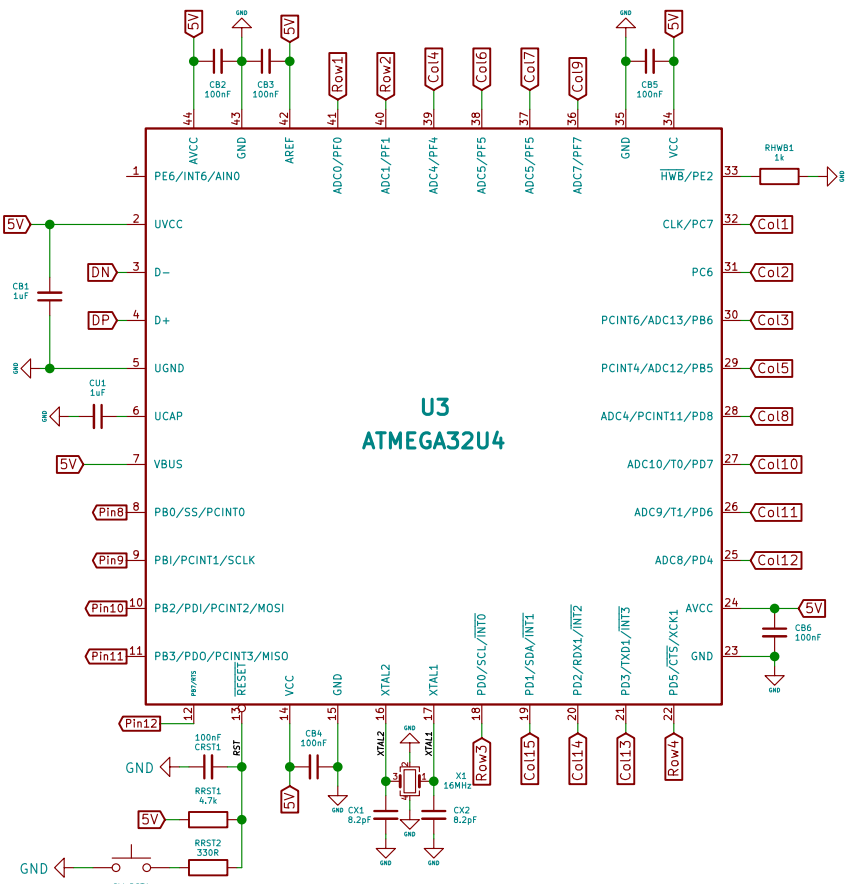 5V
GND
5V
GND
5V
CB2
100nF
CB3
100nF
CB5
100nF
Row1
Row2
Col4
Col6
Col7
Col9
44
43
42
41
40
39
38
37
36
35
34
AVCC
GND
AREF
ADC0/PF0
ADC1/PF1
ADC4/PF4
ADC5/PF5
ADC5/PF5
ADC7/PF7
GND
VCC
1 PE6/INT6/AIN0
5V 2 UVCC
DN 3 D-
CB1
1uF
DP 4 D+
GND 5 UGND
CU1
1uF
GND 6 UCAP
5V 7 VBUS
Pin8 8 PB0/SS/PCINT0
Pin9 9 PBI/PCINT1/SCLK
Pin10 10 PB2/PDI/PCINT2/MOSI
Pin11 11 PB3/PDO/PCINT3/MISO
U3
ATMEGA32U4
RHWB1
1k
HWB/PE2 33 GND
CLK/PC7 32 Col1
PC6 31 Col2
PCINT6/ADC13/PB6 30 Col3
PCINT4/ADC12/PB5 29 Col5
ADC4/PCINT11/PD8 28 Col8
ADC10/T0/PD7 27 Col10
ADC9/T1/PD6 26 Col11
ADC8/PD4 25 Col12
AVCC 24 5V
CB6
100nF
GND 23
GND
PB7/RTS
RESET
VCC
GND
XTAL2
XTAL1
PD0/SCL/INT0
PD1/SDA/INT1
PD2/RDX1/INT2
PD3/TXD1/INT3
PD5/CTS/XCK1
12
13
14
15
16
17
18
19
20
21
22
Pin12
RST
XTAL2
XTAL1
Row3
Col15
Col14
Col13
Row4
100nF
CRST1
GND
CB4
100nF
5V
GND
GND
2
3
1
4
X1
16MHz
GND
CX1
8.2pF
CX2
8.2pF
GND
GND
RRST1
4.7k
5V
RRST2
330R
GND